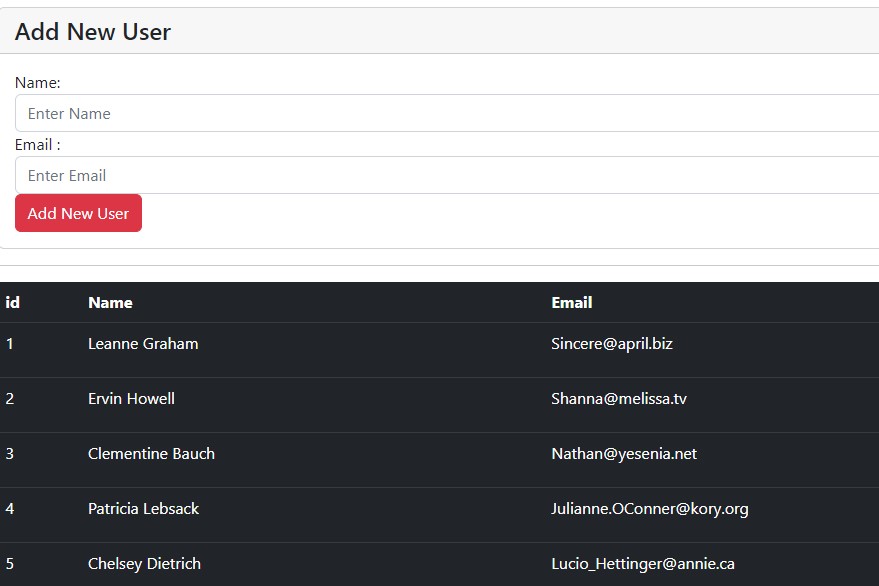 Add New User
Name:
Enter Name
Email :
Enter Email
Add New User
id Name Email
1 Leanne Graham Sincere@april.biz
2 Ervin Howell Shanna@melissa.tv
3 Clementine Bauch Nathan@yesenia.net
4 Patricia Lebsack Julianne.OConner@kory.org
5 Chelsey Dietrich Lucio_Hettinger@annie.ca